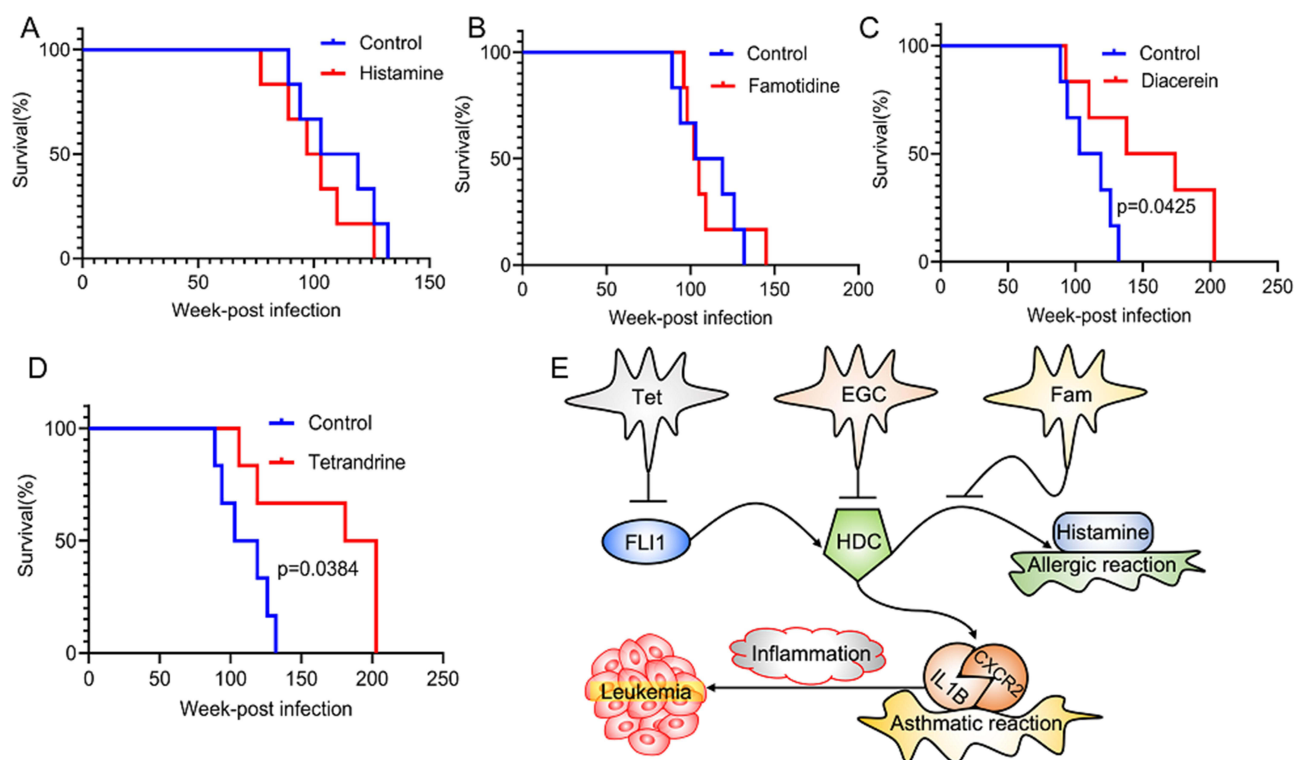 A
Control
Histamine
100
50
0
Survival(%)
0 50 100 150
Week-post infection
B
Control
Famotidine
100
50
0
Survival(%)
0 50 100 150 200
Week-post infection
C
Control
Diacerein
100
50
0
Survival(%)
p=0.0425
0 50 100 150 200 250
Week-post infection
D
Control
Tetrandrine
100
50
0
Survival(%)
p=0.0384
0 50 100 150 200 250
Week-post infection
E
Tet
EGC
Fam
FLI1
HDC
Histamine
Allergic reaction
Inflammation
Leukemia
IL1B
CXCR2
Asthmatic reaction